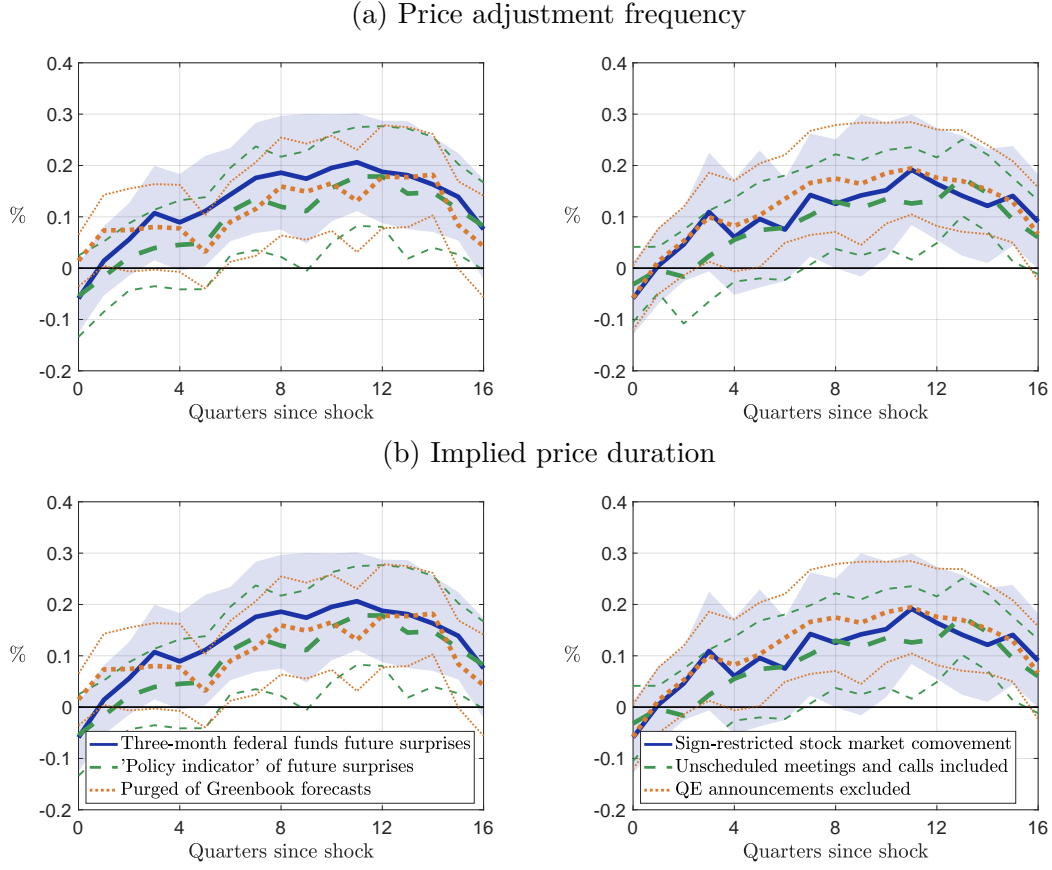 (a) Price adjustment frequency
0.4
0.3
0.2
0.1
0
-0.1
-0.2
%
0 4 8 12 16
Quarters since shock
0.4
0.3
0.2
0.1
0
-0.1
-0.2
%
0 4 8 12 16
Quarters since shock
(b) Implied price duration
0.4
0.3
0.2
0.1
0
-0.1
-0.2
%
Three-month federal funds future surprises
'Policy indicator' of future surprises
Purged of Greenbook forecasts
0 4 8 12 16
Quarters since shock
0.4
0.3
0.2
0.1
0
-0.1
-0.2
%
Sign-restricted stock market comovement
Unscheduled meetings and calls included
QE announcements excluded
0 4 8 12 16
Quarters since shock